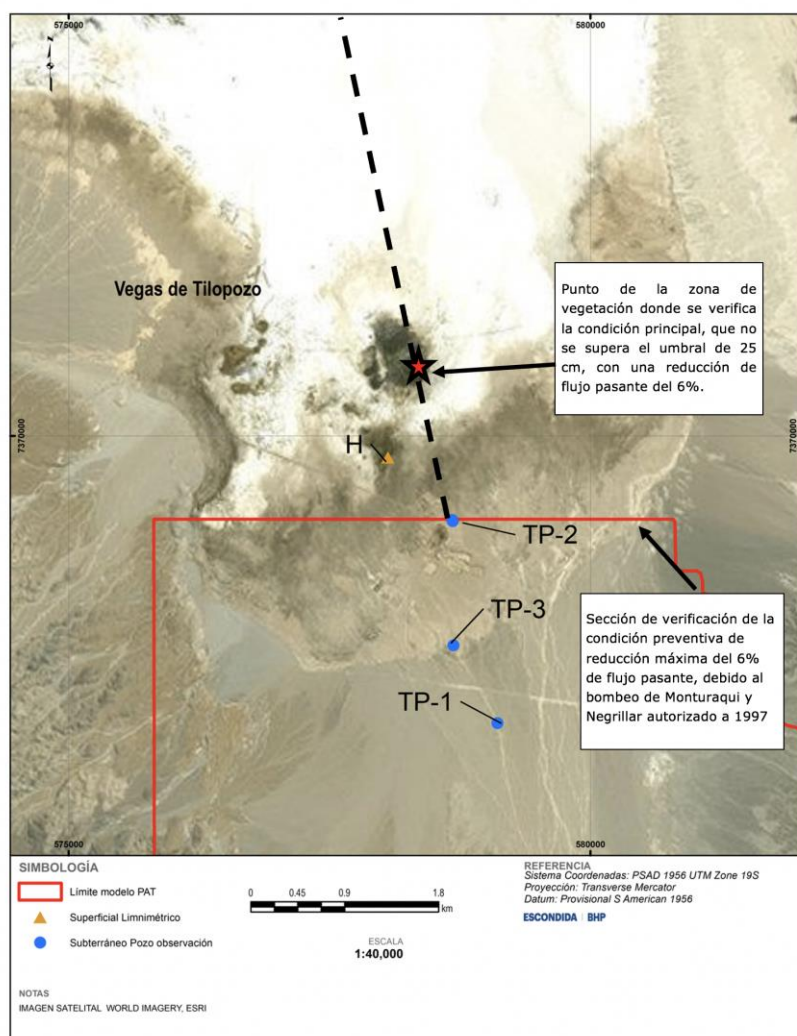 575000
580000
Vegas de Tilopozo
Punto de la zona de
vegetación donde se verifica
la condición principal, que no
se supera el umbral de 25
cm, con una reducción de
flujo pasante del 6%.
7370000
7370000
H
TP-2
TP-3
TP-1
Sección de verificación de la
condición preventiva de
reducción máxima del 6%
de flujo pasante, debido al
bombeo de Monturaqui y
Negrillar autorizado a 1997
575000
580000
SIMBOLOGÍA
Límite modelo PAT
Superficial Limnimétrico
Subterráneo Pozo observación
0 0.45 0.9 1.8
km
ESCALA
1:40,000
REFERENCIA
Sistema Coordenadas: PSAD 1956 UTM Zone 19S
Proyección: Transverse Mercator
Datum: Provisional S American 1956
ESCONDIDA | BHP
NOTAS
IMAGEN SATELITAL WORLD IMAGERY, ESRI